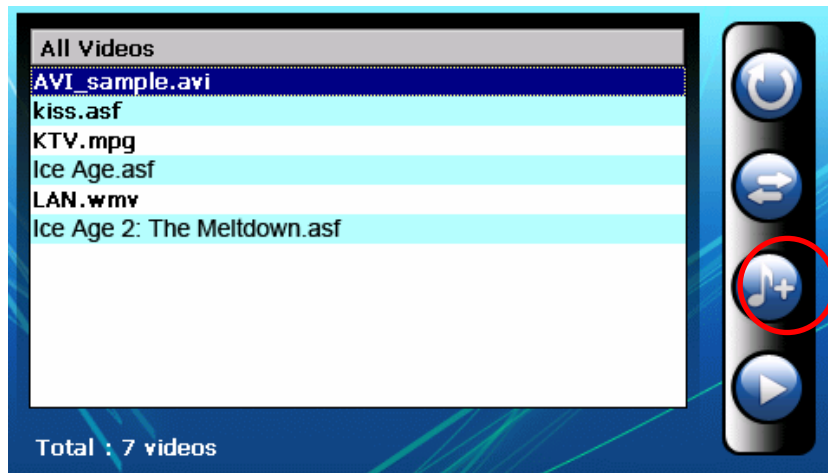 All Videos
AVI_sample.avi
kiss.asf
KTV.mpg
Ice Age.asf
LAN.wmv
Ice Age 2: The Meltdown.asf
Total : 7 videos